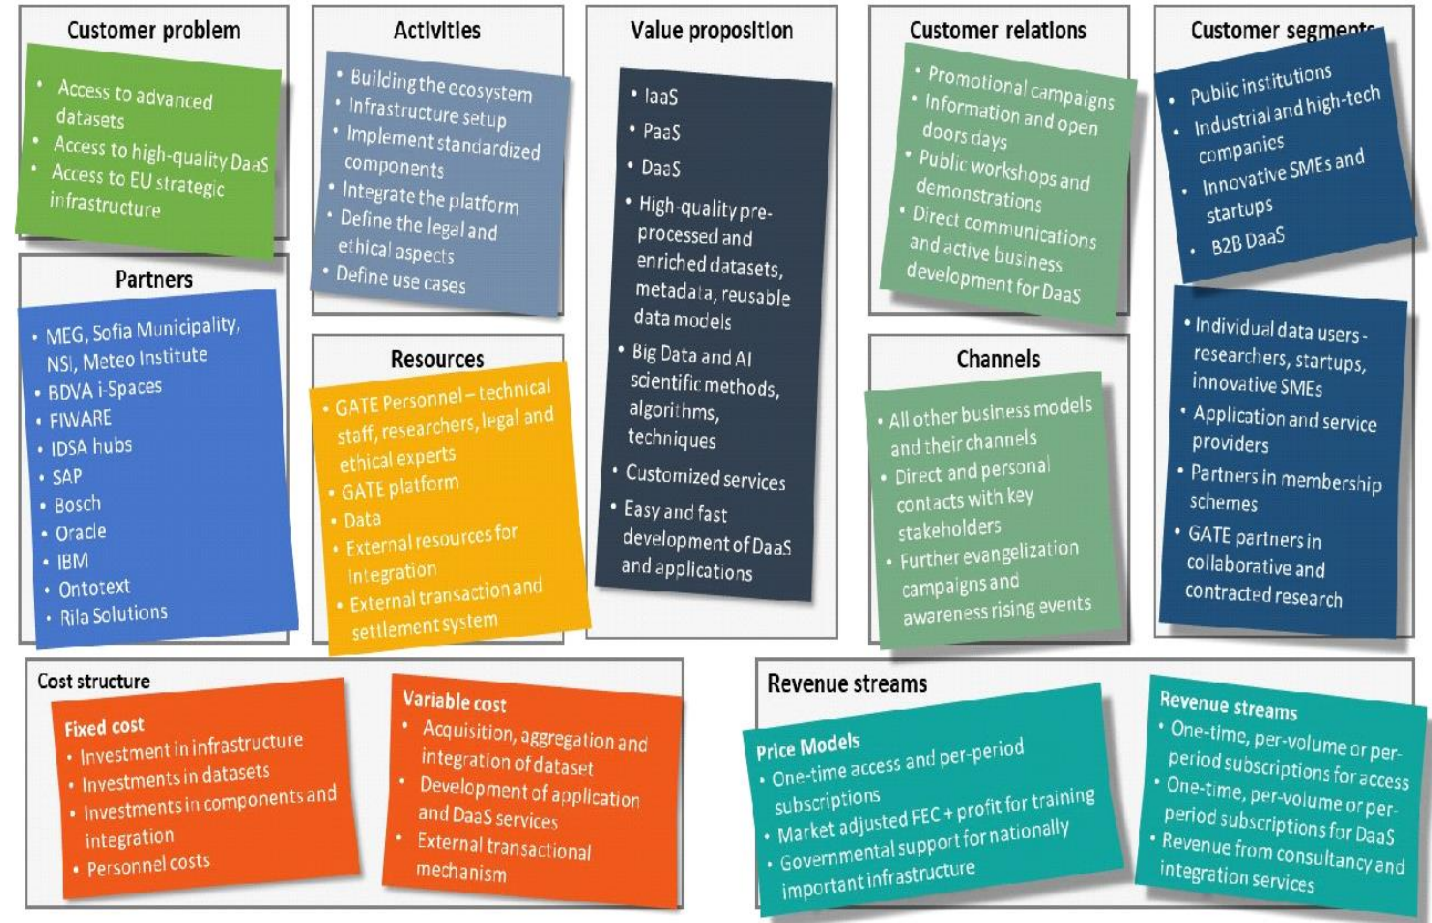 Customer problem
• Access to advanced
datasets
• Access to high-quality DaaS
• Access to EU strategic
infrastructure
Partners
• MEG, Sofia Municipality,
NSI, Meteo Institute
• BDVA i-Spaces
• FIWARE
• IDSA hubs
• SAP
• Bosch
• Oracle
• IBM
• Ontotext
• Rila Solutions
Activities
• Building the ecosystem
• Infrastructure setup
• Implement standardized
components
• Integrate the platform
• Define the legal and
ethical aspects
• Define use cases
Resources
• GATE Personnel – technical
staff, researchers, legal and
ethical experts
• GATE platform
• Data
• External resources for
Integration
• External transaction and
settlement system
Value proposition
• IaaS
• PaaS
• DaaS
• High-quality pre-
processed and
enriched datasets,
metadata, reusable
data models
• Big Data and AI
scientific methods,
algorithms,
techniques
• Customized services
• Easy and fast
development of DaaS
and applications
Customer relations
• Promotional campaigns
• Information and open
doors days
• Public workshops and
demonstrations
• Direct communications
and active business
development for DaaS
Channels
• All other business models
and their channels
• Direct and personal
contacts with key
stakeholders
• Further evangelization
campaigns and
awareness rising events
Customer segments
• Public institutions
• Industrial and high-tech
companies
• Innovative SMEs and
startups
• B2B DaaS
• Individual data users -
researchers, startups,
innovative SMEs
• Application and service
providers
• Partners in membership
schemes
• GATE partners in
collaborative and
contracted research
Cost structure
Fixed cost
• Investment in infrastructure
• Investments in datasets
• Investments in components and
integration
• Personnel costs
Variable cost
• Acquisition, aggregation and
integration of dataset
• Development of application
and DaaS services
• External transactional
mechanism
Revenue streams
Price Models
• One-time access and per-period
subscriptions
• Market adjusted FEC + profit for training
• Governmental support for nationally
important infrastructure
Revenue streams
• One-time, per-volume or per-
period subscriptions for access
• One-time, per-volume or per-
period subscriptions for DaaS
• Revenue from consultancy and
integration services